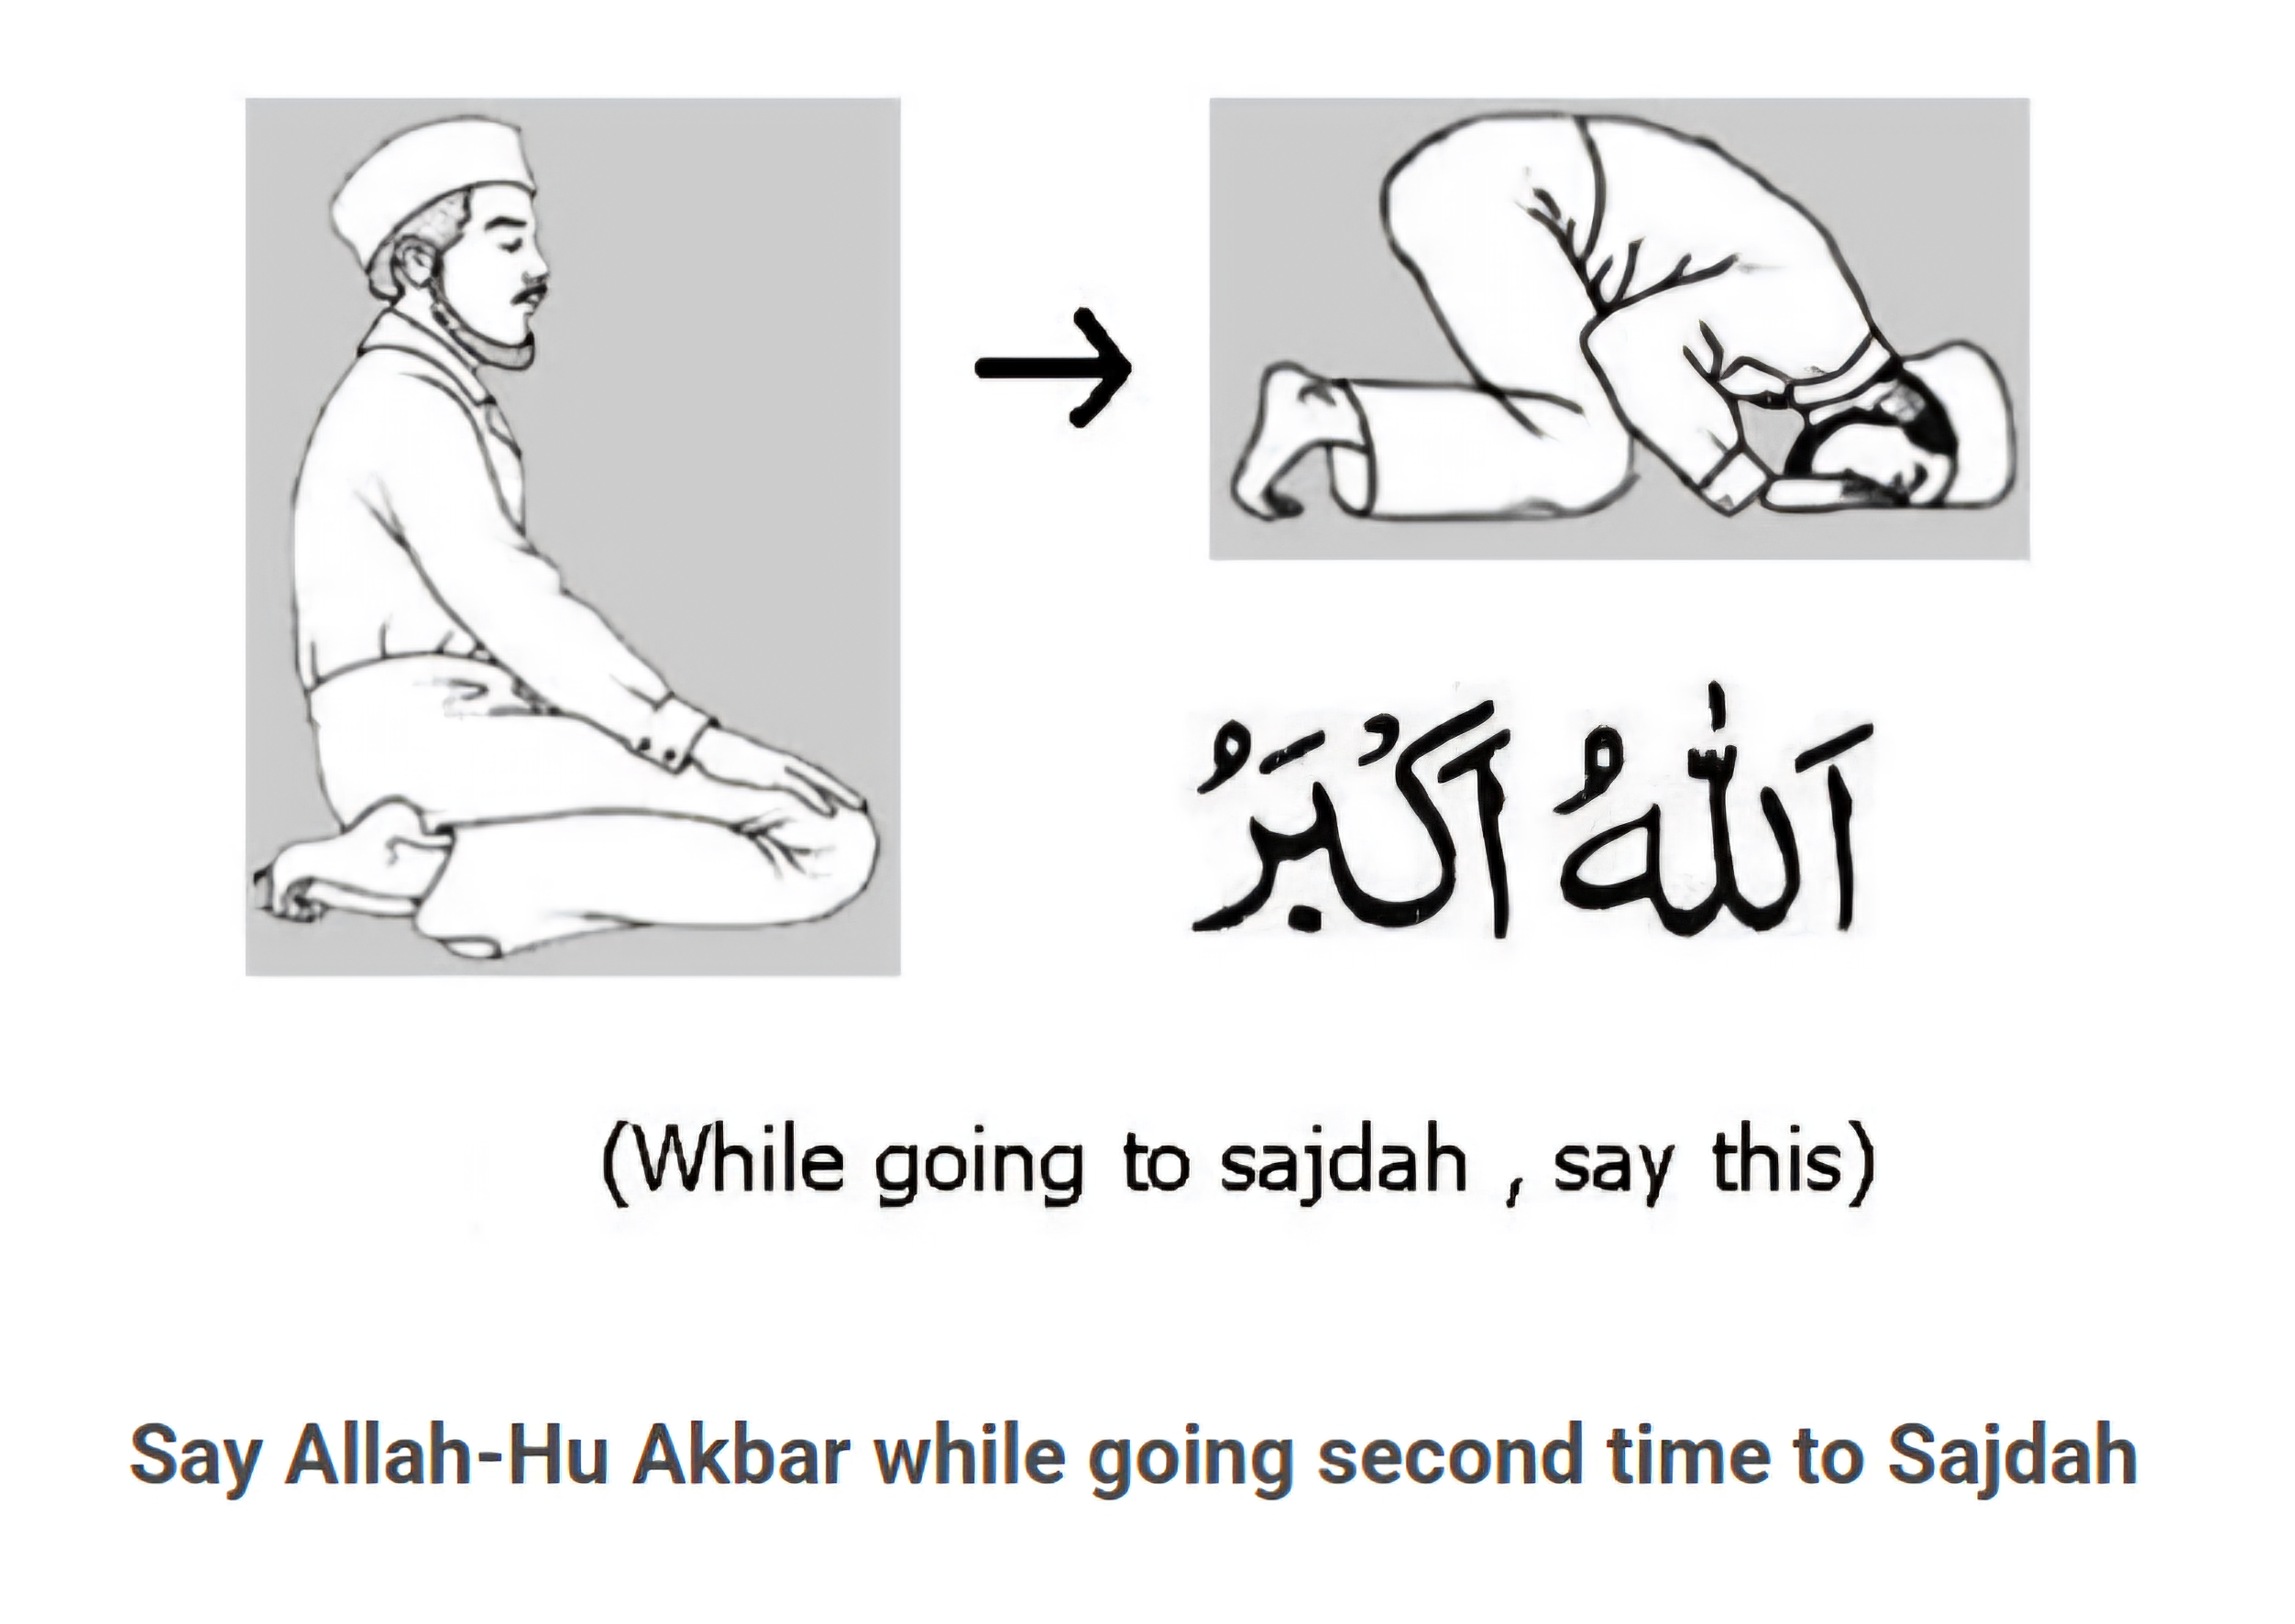 اَللّٰهُ اَكْبَرُ
(While going to sajdah , say this)
Say Allah-Hu Akbar while going second time to Sajdah